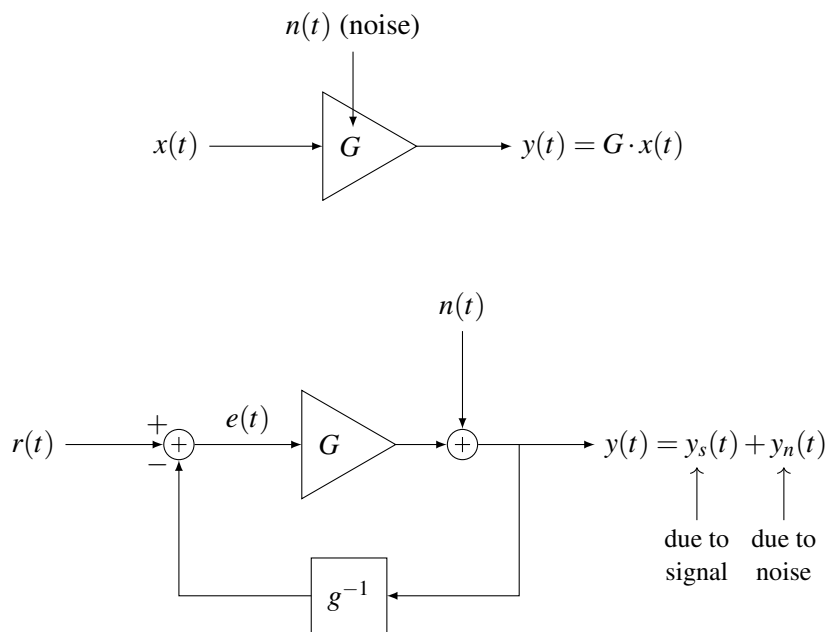 n(t) (noise)
x(t)
G
y(t) = G · x(t)
n(t)
r(t)
+
−
+
e(t)
G
+
y(t) = y_s(t) + y_n(t)
due to
signal
due to
noise
g^{-1}